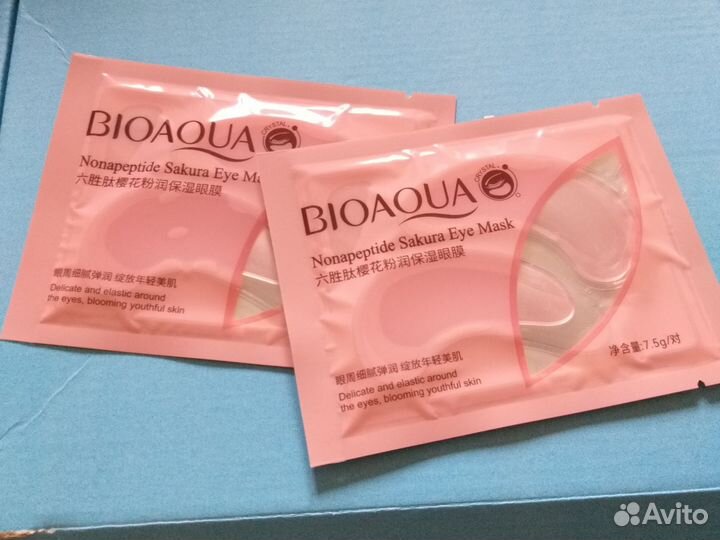 BIOAQUA
CRYSTAL
Nonapeptide Sakura Eye
六胜肽樱花粉润保湿眼膜
眼周细腻弹润 绽放年轻美肌
Delicate and elastic around
the eyes, blooming youthful skin
BIOAQUA
CRYSTAL
Nonapeptide Sakura Eye Mask
六胜肽樱花粉润保湿眼膜
净含量:7.5g/对
眼周细腻弹润 绽放年轻美肌
Delicate and elastic around
the eyes, blooming youthful skin
Avito